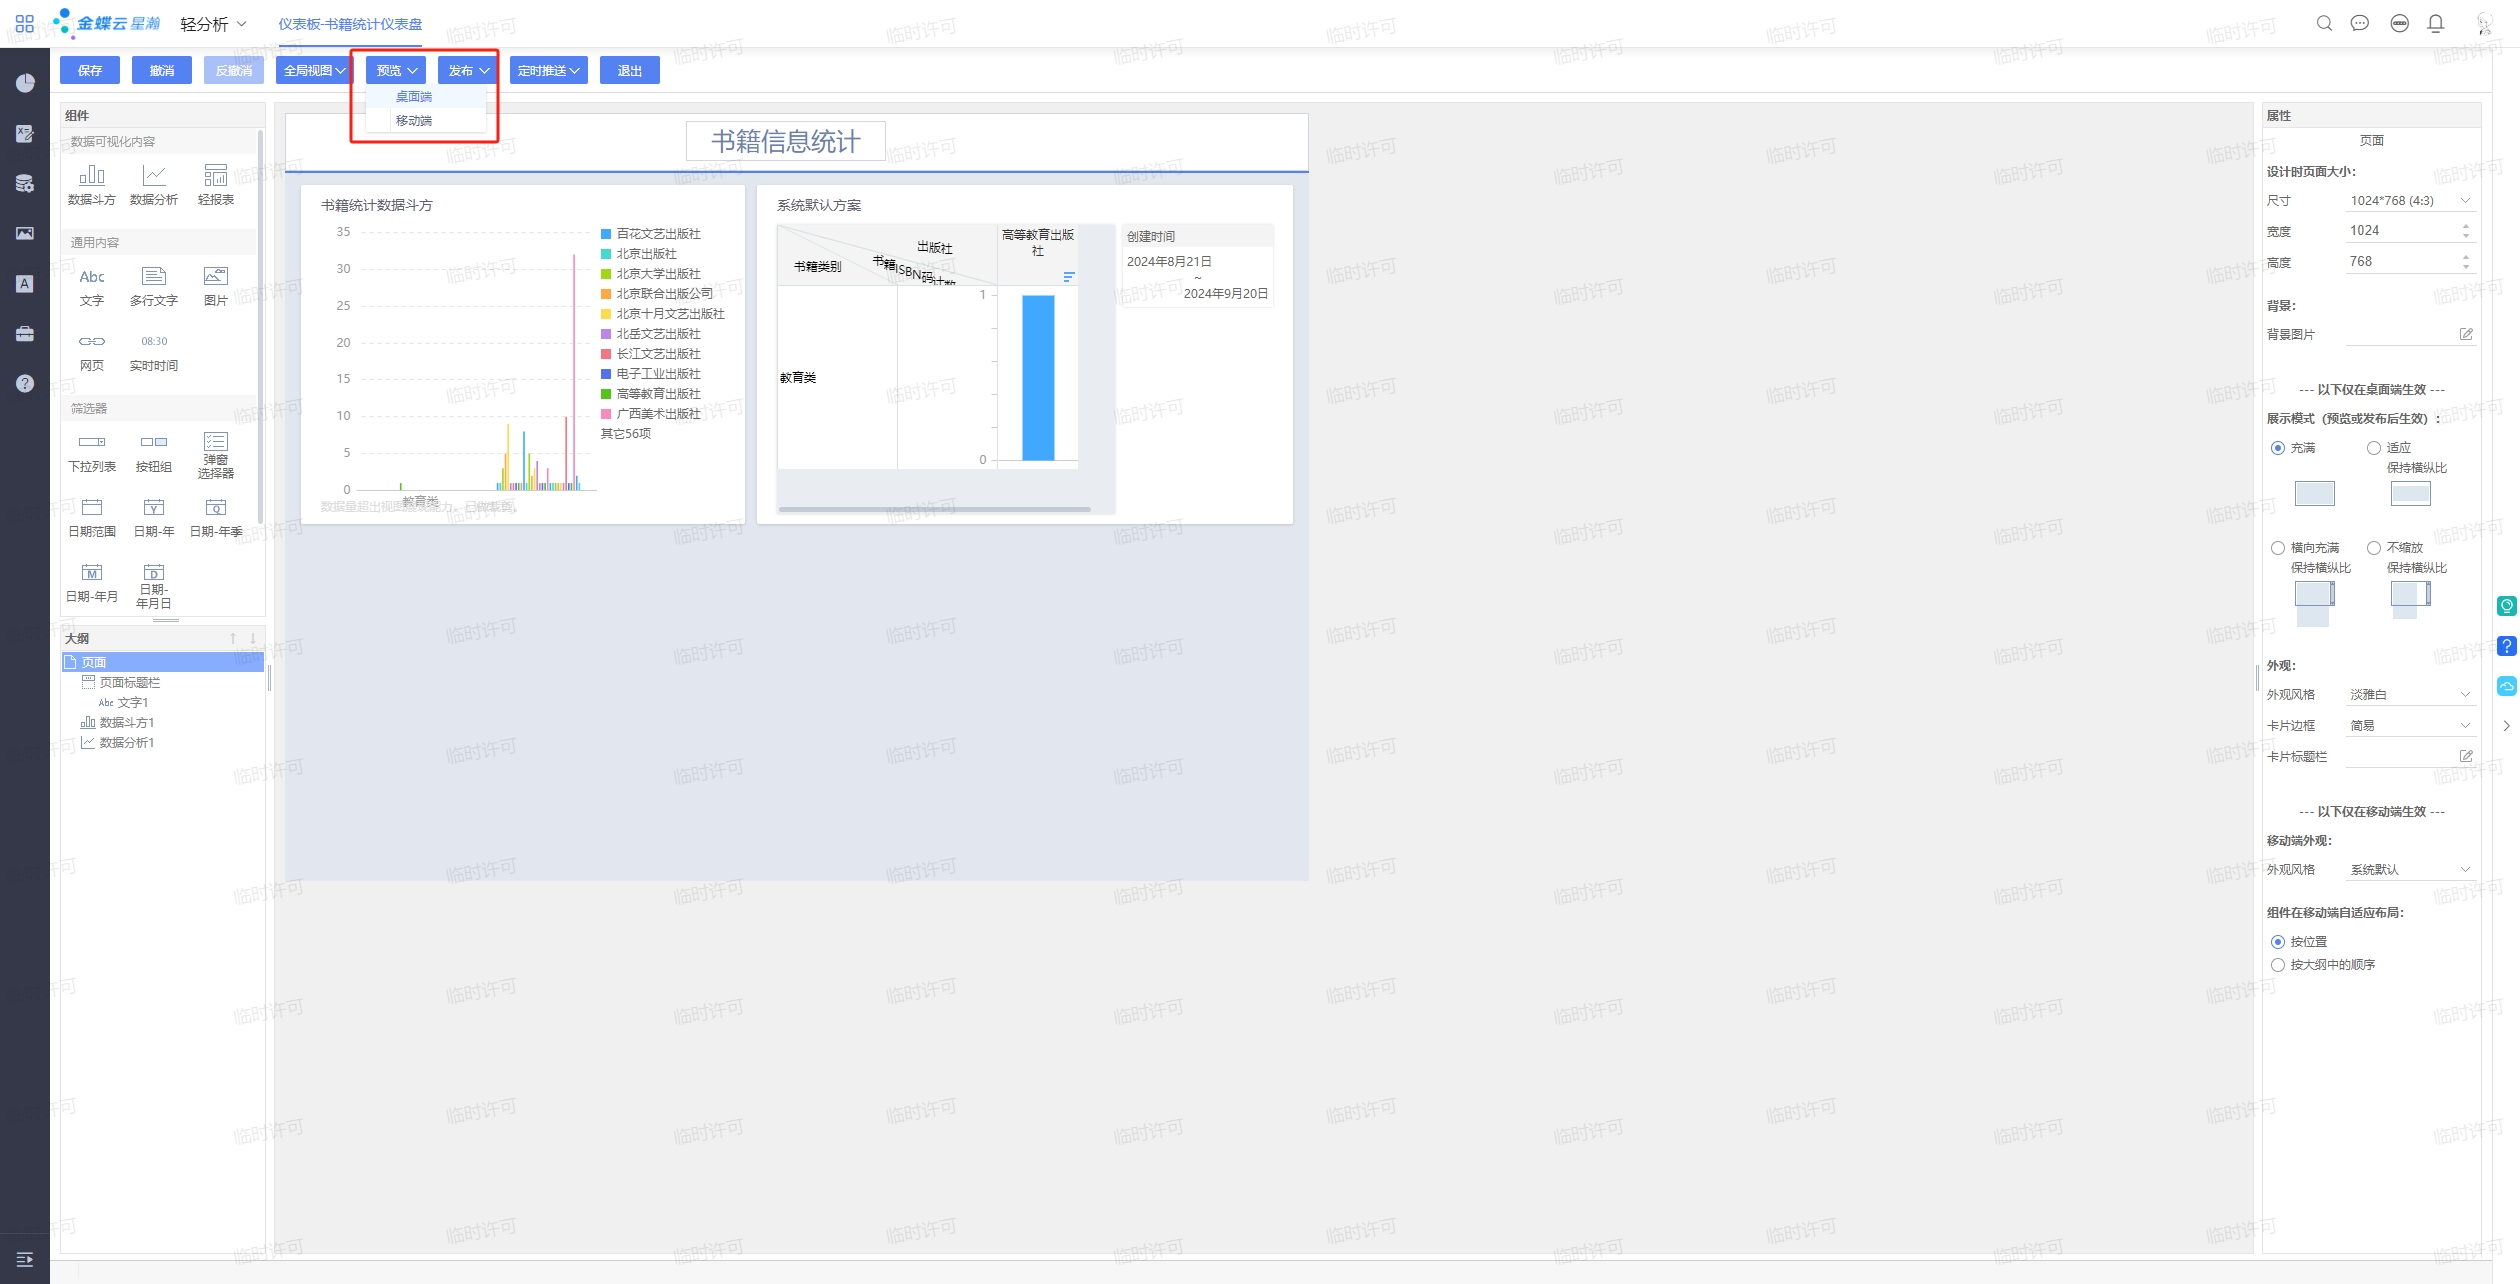 金蝶云星瀚
轻分析
仪表板-书籍统计仪表盘
保存
撤消
反撤消
全局视图
预览
发布
定时推送
退出
桌面端
移动端
组件
数据可视化内容
数据斗方
数据分析
轻报表
通用内容
Abc
文字
多行文字
图片
网页
08:30
实时时间
筛选器
下拉列表
按钮组
弹窗
选择器
日期范围
Y
日期-年
Q
日期-年季
M
日期-年月
D
日期-
年月日
大纲
页面
页面标题栏
Abc 文字1
数据斗方1
数据分析1
书籍信息统计
书籍统计数据斗方
35
30
25
20
15
10
5
0
教育类
数据量超出视图展现能力，已做截断。
百花文艺出版社
北京出版社
北京大学出版社
北京联合出版公司
北京十月文艺出版社
北岳文艺出版社
长江文艺出版社
电子工业出版社
高等教育出版社
广西美术出版社
其它56项
系统默认方案
出版社
书籍ISBN码计数
书籍类别
高等教育出版
社
教育类
1
0
创建时间
2024年8月21日
~
2024年9月20日
属性
页面
设计时页面大小:
尺寸
1024*768 (4:3)
宽度
1024
高度
768
背景:
背景图片
--- 以下仅在桌面端生效 ---
展示模式（预览或发布后生效）:
充满
适应
保持横纵比
横向充满
保持横纵比
不缩放
保持横纵比
外观:
外观风格
淡雅白
卡片边框
简易
卡片标题栏
--- 以下仅在移动端生效 ---
移动端外观:
外观风格
系统默认
组件在移动端自适应布局:
按位置
按大纲中的顺序
临时许可